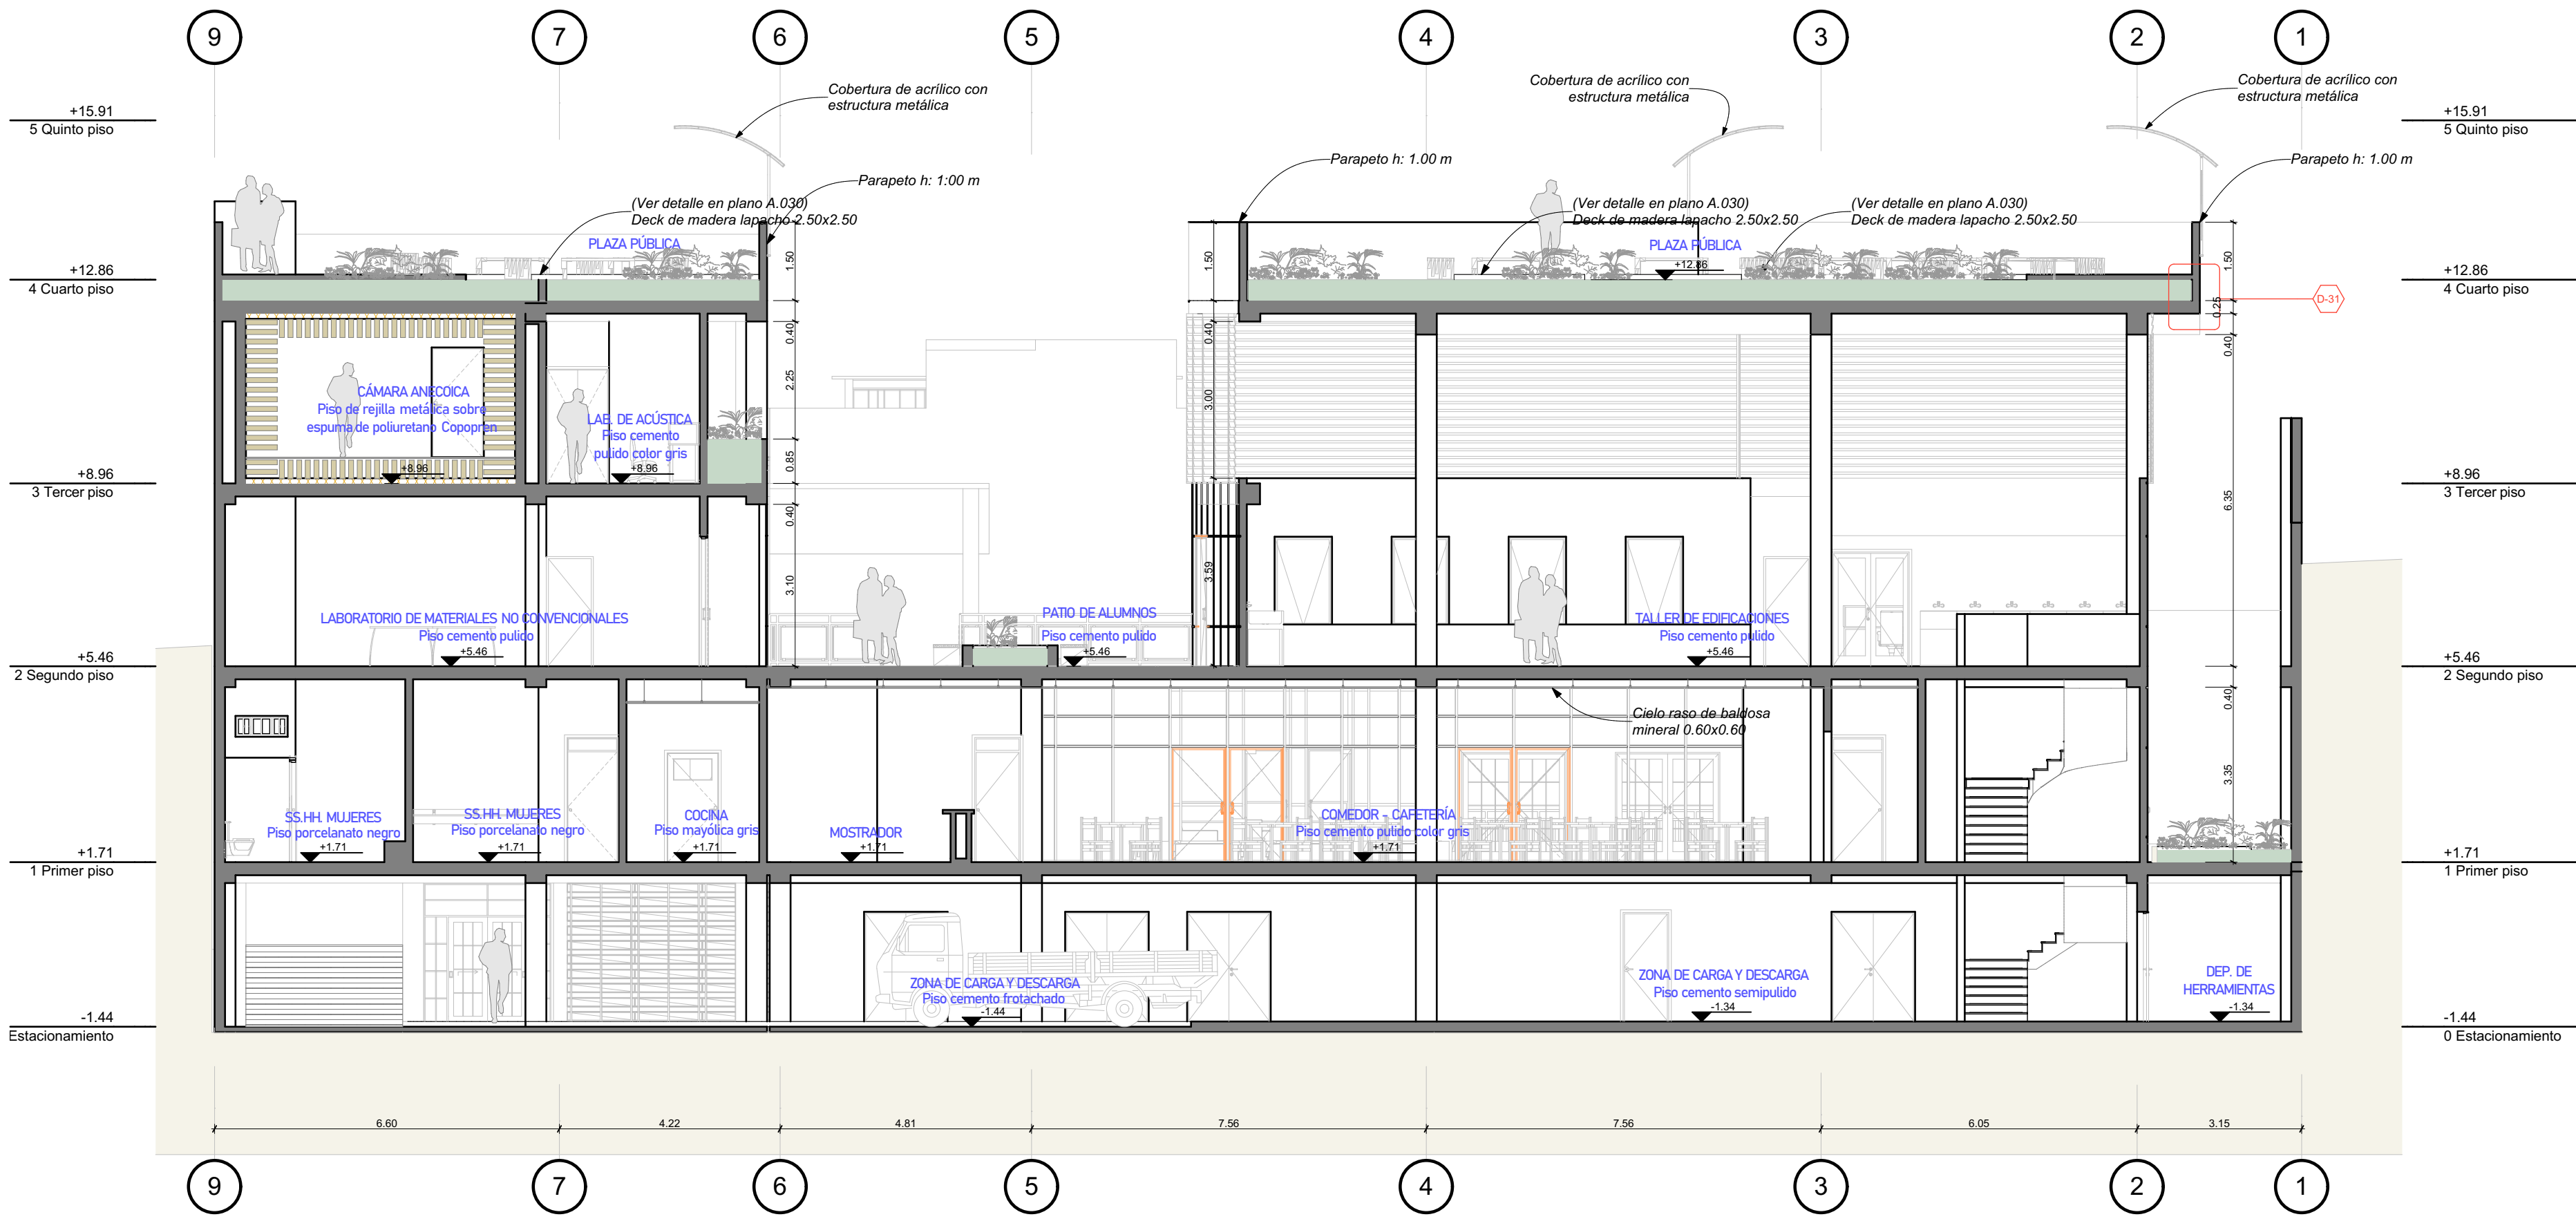 9 7 6 5 4 3 2 1
Cobertura de acrílico con
estructura metálica
Cobertura de acrílico con
estructura metálica
Cobertura de acrílico con
estructura metálica
+15.91
5 Quinto piso
+15.91
5 Quinto piso
Parapeto h: 1:00 m
Parapeto h: 1.00 m
Parapeto h: 1.00 m
(Ver detalle en plano A.030)
Deck de madera lapacho 2.50x2.50
(Ver detalle en plano A.030)
Deck de madera lapacho 2.50x2.50
(Ver detalle en plano A.030)
Deck de madera lapacho 2.50x2.50
PLAZA PÚBLICA
PLAZA PÚBLICA
+12.86
1.50
1.50
1.50
+12.86
4 Cuarto piso
+12.86
4 Cuarto piso
D-31
0.25
0.40
0.40
0.40
2.25
3.00
CÁMARA ANECOICA
Piso de rejilla metálica sobre
espuma de poliuretano Copopren
+8.96
LAB. DE ACÚSTICA
Piso cemento
pulido color gris
+8.96
0.85
+8.96
3 Tercer piso
+8.96
3 Tercer piso
0.40
6.35
3.10
3.59
LABORATORIO DE MATERIALES NO CONVENCIONALES
Piso cemento pulido
+5.46
PATIO DE ALUMNOS
Piso cemento pulido
+5.46
TALLER DE EDIFICACIONES
Piso cemento pulido
+5.46
+5.46
2 Segundo piso
+5.46
2 Segundo piso
0.40
Cielo raso de baldosa
mineral 0.60x0.60
3.35
SS.HH. MUJERES
Piso porcelanato negro
+1.71
SS.HH. MUJERES
Piso porcelanato negro
+1.71
COCINA
Piso mayólica gris
+1.71
MOSTRADOR
+1.71
COMEDOR - CAFETERÍA
Piso cemento pulido color gris
+1.71
+1.71
1 Primer piso
+1.71
1 Primer piso
ZONA DE CARGA Y DESCARGA
Piso cemento frotachado
-1.44
ZONA DE CARGA Y DESCARGA
Piso cemento semipulido
-1.34
DEP. DE
HERRAMIENTAS
-1.34
-1.44
Estacionamiento
-1.44
0 Estacionamiento
6.60 4.22 4.81 7.56 7.56 6.05 3.15
9 7 6 5 4 3 2 1